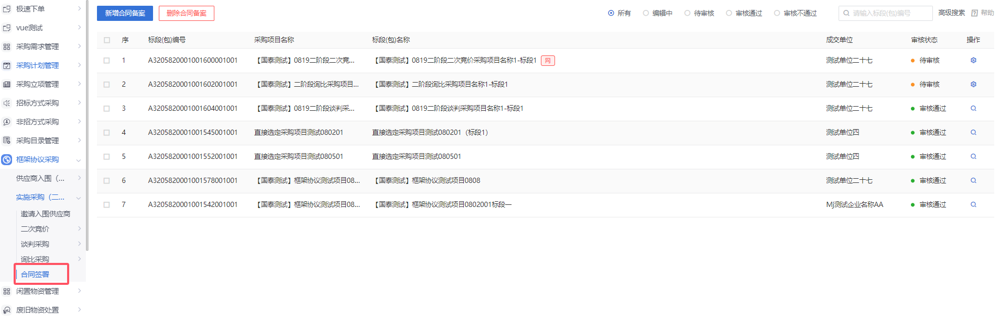 极速下单
vue测试
采购需求管理
采购计划管理
采购立项管理
招标方式采购
非招方式采购
采购目录管理
框架协议采购
供应商入围（...
实施采购（二...
邀请入围供应商
二次竞价
谈判采购
询比采购
合同签署
闲置物资管理
废旧物资处置
新增合同备案 删除合同备案 所有 编辑中 待审核 审核通过 审核不通过 请输入标段(包)编号 高级搜索 帮助
序 标段(包)编号 采购项目名称 标段(包)名称 成交单位 审核状态 操作
1 A3205820001001600001001 【国泰测试】0819二阶段二次竞... 【国泰测试】0819二阶段二次竞价采购项目名称1-标段1 网 测试单位二十七 待审核
2 A3205820001001602001001 【国泰测试】二阶段询比采购项目... 【国泰测试】二阶段询比采购项目名称1-标段1 测试单位二十七 待审核
3 A3205820001001604001001 【国泰测试】0819二阶段谈判采... 【国泰测试】0819二阶段谈判采购项目名称1-标段1 测试单位二十七 审核通过
4 A3205820001001545001001 直接选定采购项目测试080201 直接选定采购项目测试080201（标段1） 测试单位四 审核通过
5 A3205820001001552001001 直接选定采购项目测试080501 直接选定采购项目测试080501 测试单位四 审核通过
6 A3205820001001578001001 【国泰测试】框架协议测试项目08... 【国泰测试】框架协议测试项目0808 测试单位二十七 审核通过
7 A3205820001001542001001 【国泰测试】框架协议测试项目08... 【国泰测试】框架协议测试项目0802001标段一 Mj测试企业名称AA 审核通过